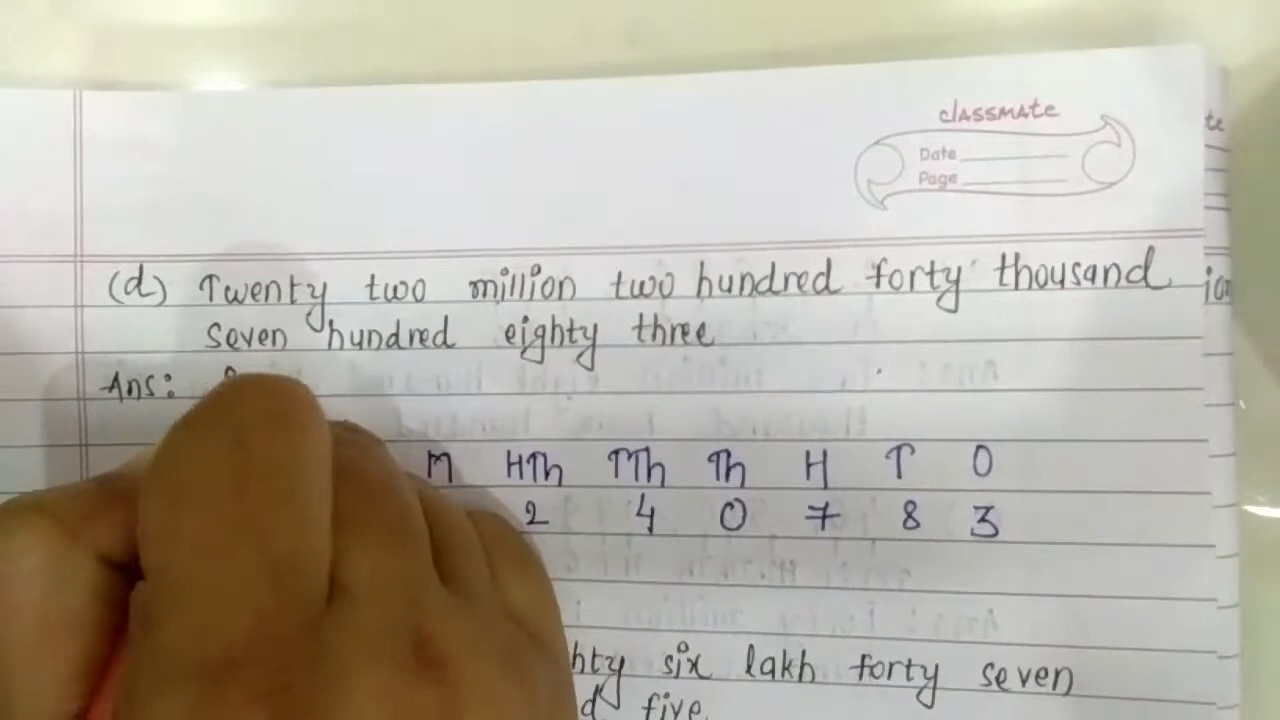 classmate
Date
Page
(d) Twenty two million two hundred forty thousand
seven hundred eighty three
Ans:
M HTh TTh Th H T O
2 4 0 7 8 3
six lakh forty seven
five